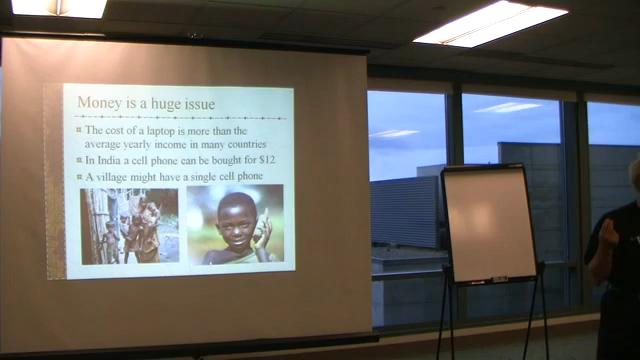 Money is a huge issue
The cost of a laptop is more than the
average yearly income in many countries
In India a cell phone can be bought for $12
A village might have a single cell phone